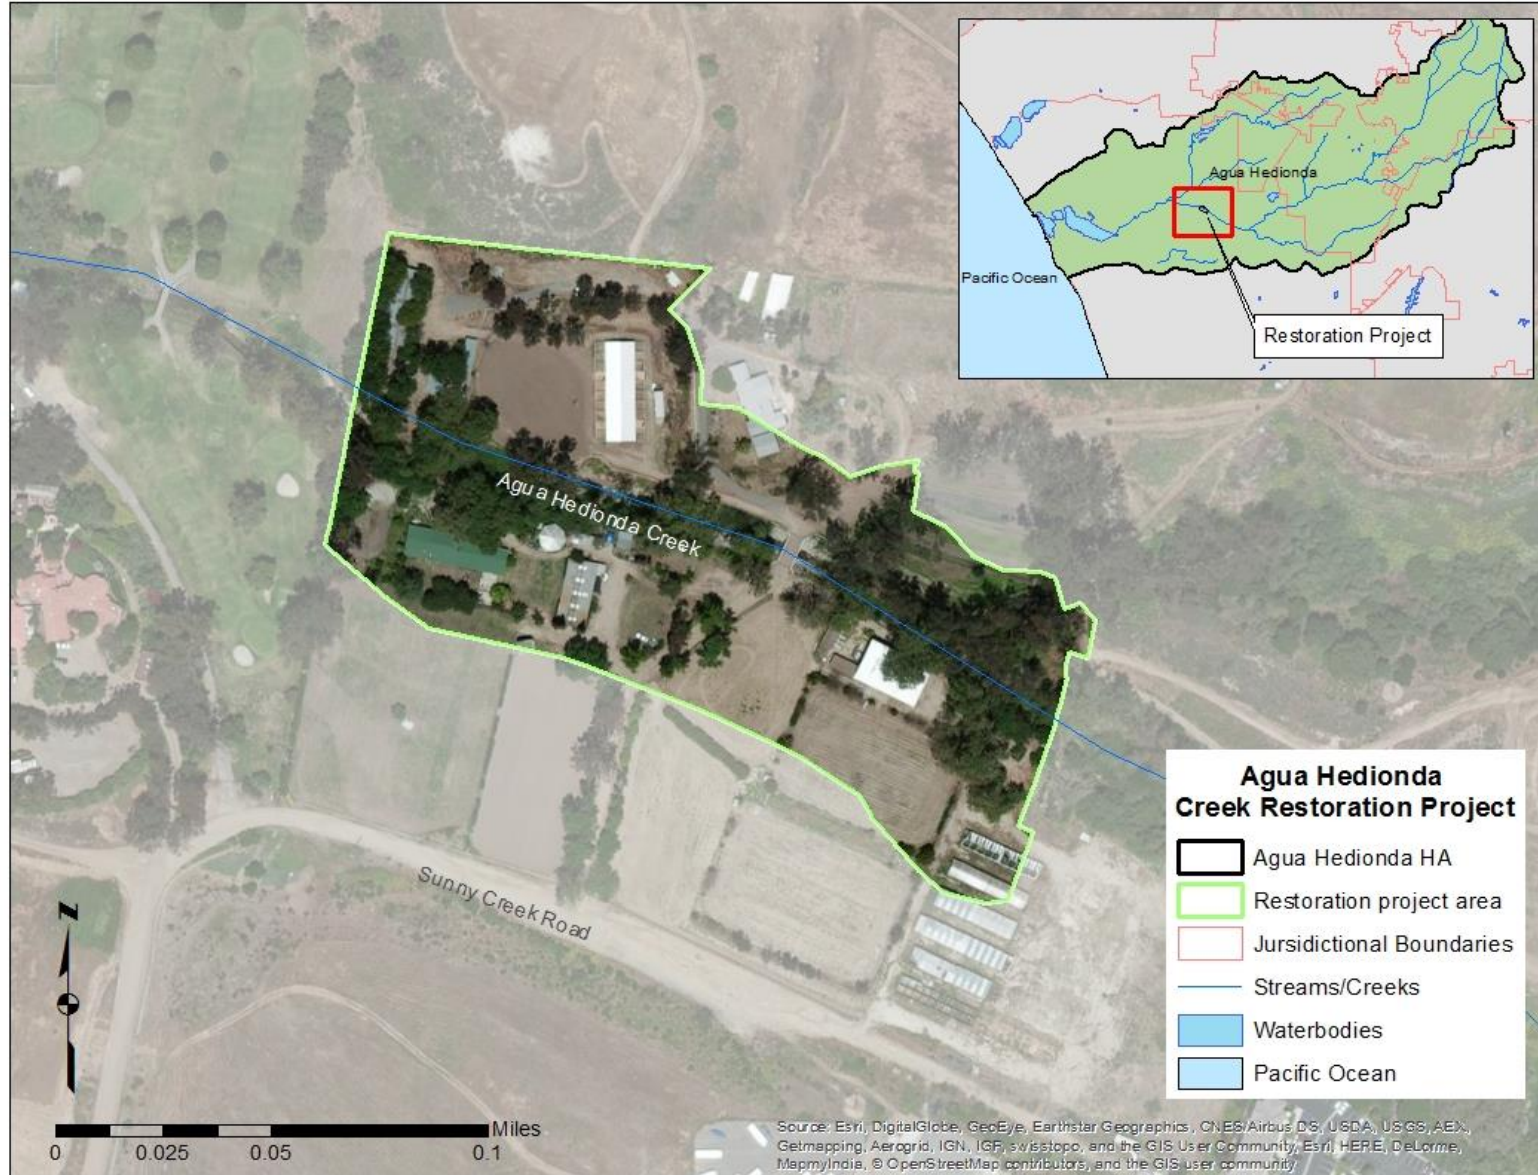 Agua Hedionda
Pacific Ocean
Restoration Project
Agua Hedionda Creek
Sunny Creek Road
Agua Hedionda
Creek Restoration Project
Agua Hedionda HA
Restoration project area
Jursidictional Boundaries
Streams/Creeks
Waterbodies
Pacific Ocean
N
Miles
0 0.025 0.05 0.1
Source: Esri, DigitalGlobe, GeoEye, Earthstar Geographics, CNES/Airbus DS, USDA, USGS, AEX,
Getmapping, Aerogrid, IGN, IGP, swisstopo, and the GIS User Community, Esri, HERE, DeLorme,
MapmyIndia, © OpenStreetMap contributors, and the GIS user community